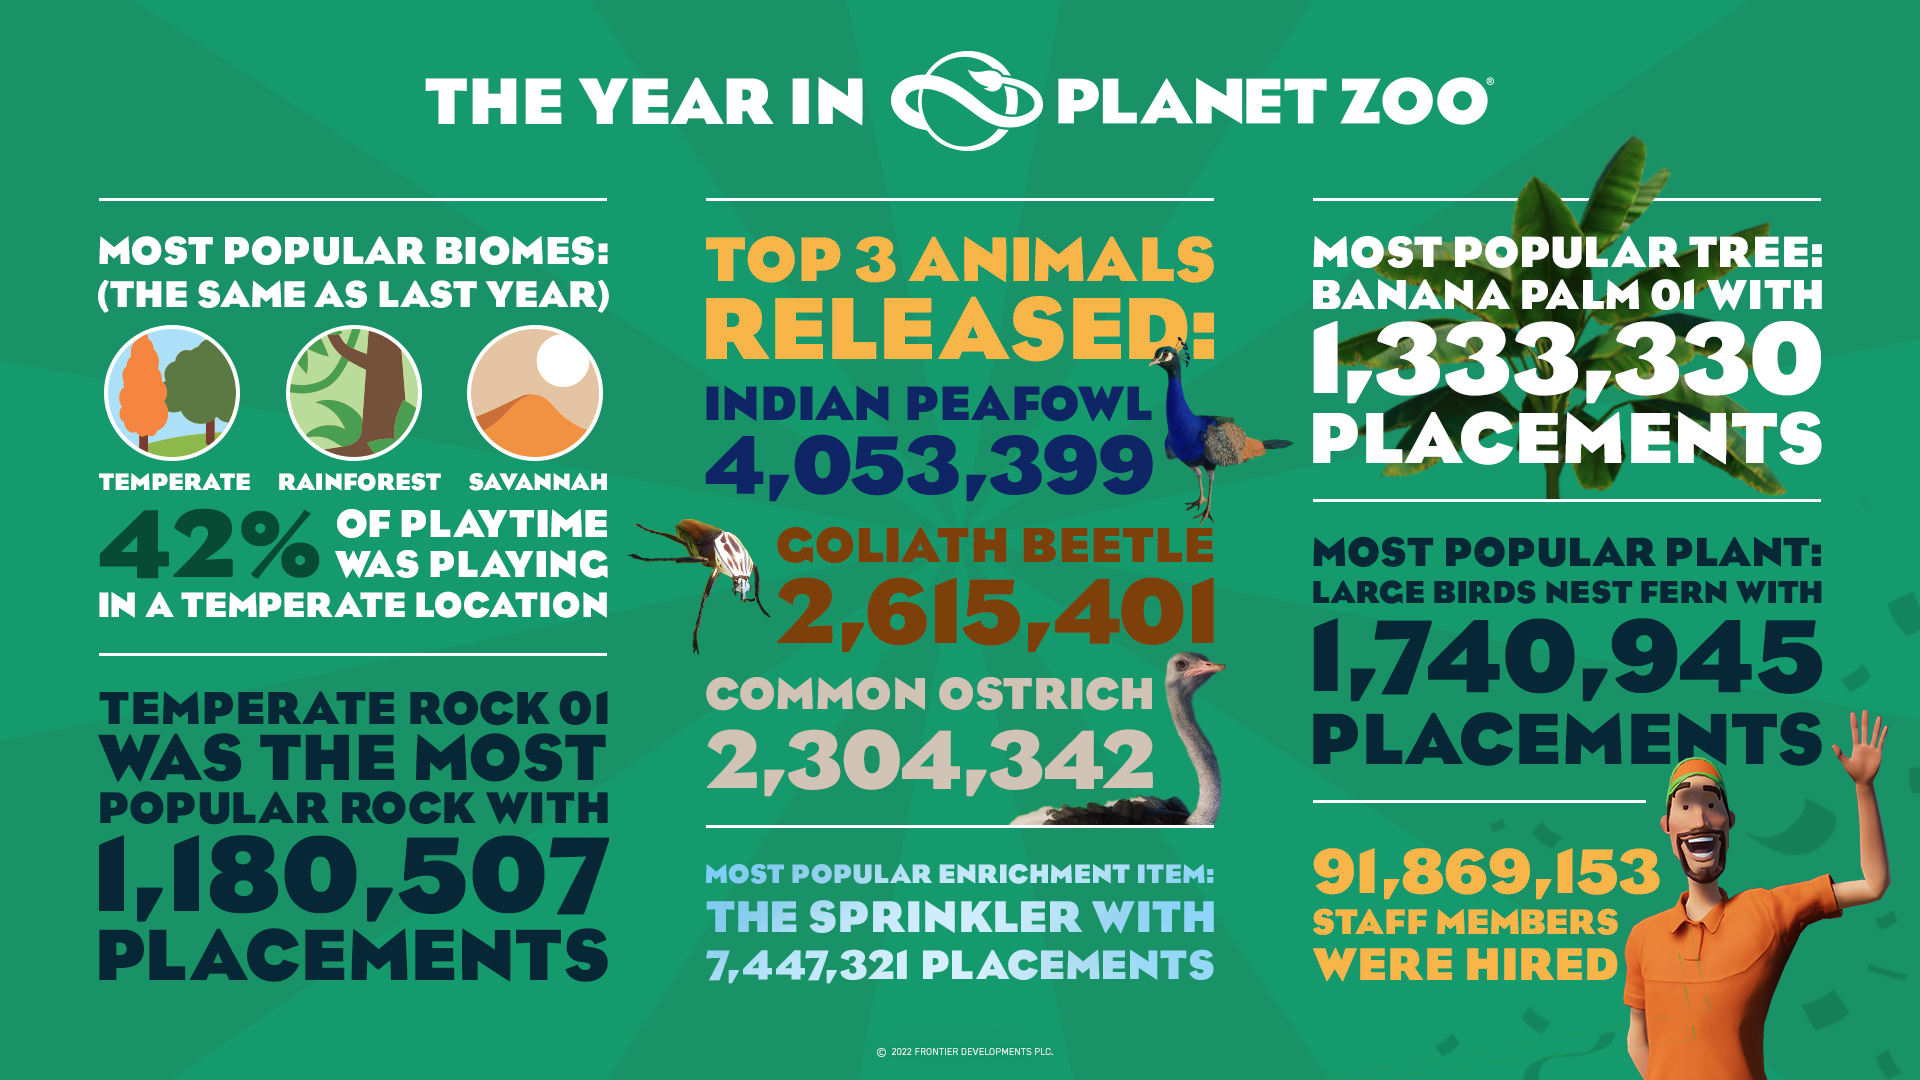 THE YEAR IN PLANET ZOO®
MOST POPULAR BIOMES:
(THE SAME AS LAST YEAR)
TEMPERATE RAINFOREST SAVANNAH
42% OF PLAYTIME
WAS PLAYING
IN A TEMPERATE LOCATION
TEMPERATE ROCK 01
WAS THE MOST
POPULAR ROCK WITH
1,180,507
PLACEMENTS
TOP 3 ANIMALS
RELEASED:
INDIAN PEAFOWL
4,053,399
GOLIATH BEETLE
2,615,401
COMMON OSTRICH
2,304,342
MOST POPULAR ENRICHMENT ITEM:
THE SPRINKLER WITH
7,447,321 PLACEMENTS
MOST POPULAR TREE:
BANANA PALM 01 WITH
1,333,330
PLACEMENTS
MOST POPULAR PLANT:
LARGE BIRDS NEST FERN WITH
1,740,945
PLACEMENTS
91,869,153
STAFF MEMBERS
WERE HIRED
© 2022 FRONTIER DEVELOPMENTS PLC.